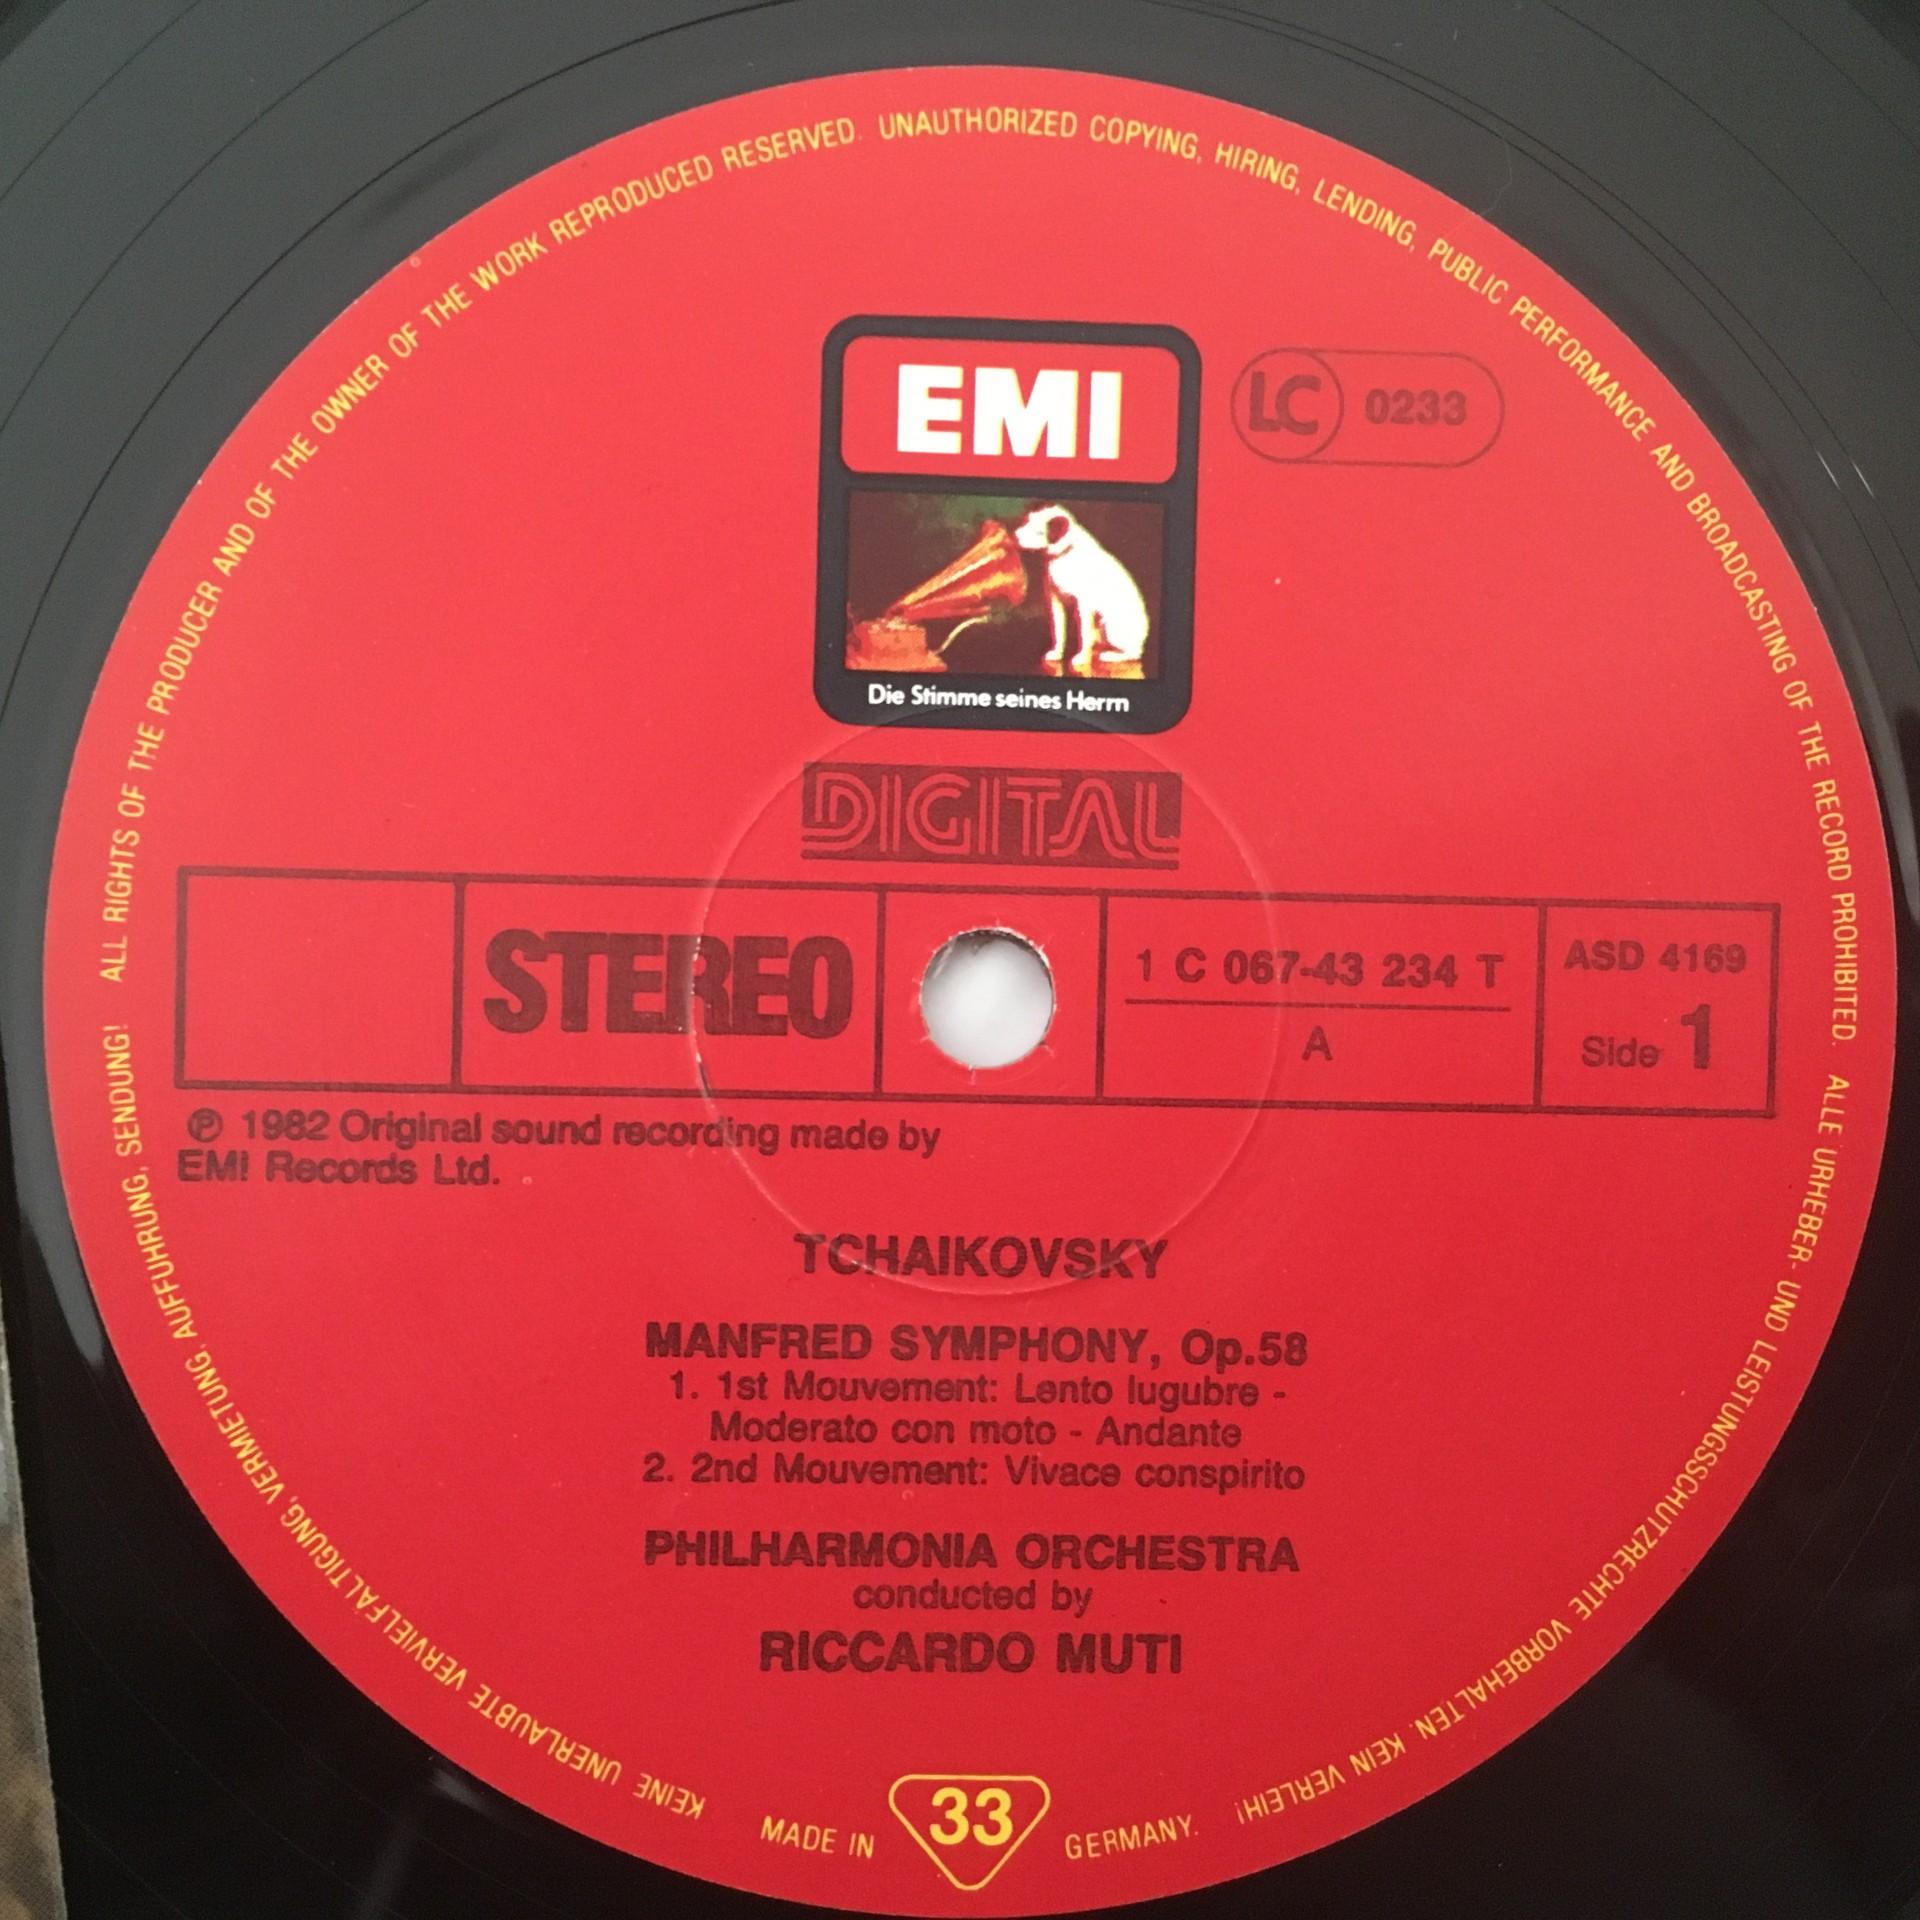 ALL RIGHTS OF THE PRODUCER AND OF THE OWNER OF THE WORK REPRODUCED RESERVED. UNAUTHORIZED COPYING, HIRING, LENDING, PUBLIC PERFORMANCE AND BROADCASTING OF THE RECORD PROHIBITED.
ALLE URHEBER- UND LEISTUNGSSCHUTZRECHTE VORBEHALTEN. KEIN VERLEIH!
KEINE UNERLAUBTE VERVIELFÄLTIGUNG, VERMIETUNG, AUFFÜHRUNG, SENDUNG!
EMI
LC 0233
Die Stimme seines Herrn
DIGITAL
STEREO
1 C 067-43 234 T
A
ASD 4169
Side 1
℗ 1982 Original sound recording made by
EMI Records Ltd.
TCHAIKOVSKY
MANFRED SYMPHONY, Op.58
1. 1st Mouvement: Lento lugubre -
Moderato con moto - Andante
2. 2nd Mouvement: Vivace conspirito
PHILHARMONIA ORCHESTRA
conducted by
RICCARDO MUTI
MADE IN 33 GERMANY.